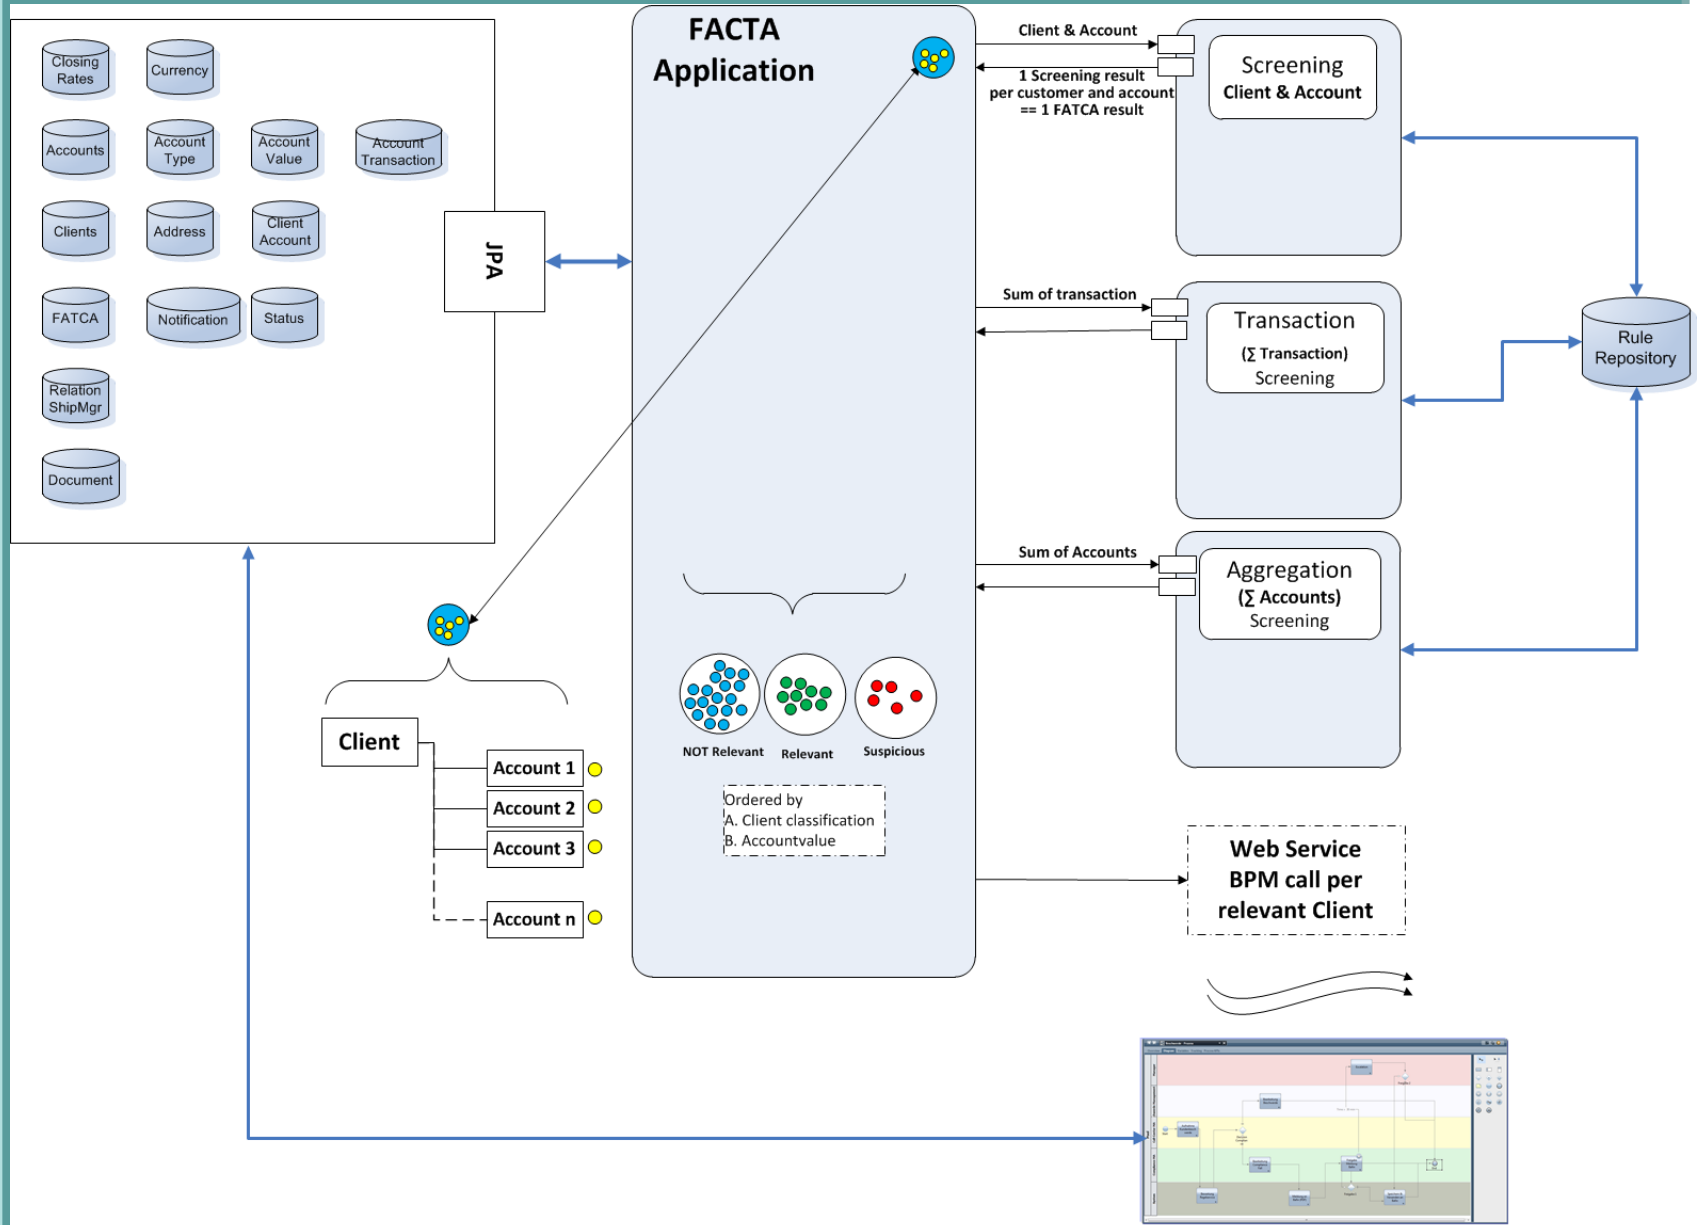 Closing
Rates
Currency
Accounts
Account
Type
Account
Value
Account
Transaction
Clients
Address
Client
Account
FATCA
Notification
Status
Relation
ShipMgr
Document
JPA
FACTA
Application
Client & Account
1 Screening result
per customer and account
== 1 FATCA result
Screening
Client & Account
Sum of transaction
Transaction
(∑ Transaction)
Screening
Rule
Repository
Sum of Accounts
Aggregation
(∑ Accounts)
Screening
NOT Relevant
Relevant
Suspicious
Ordered by
A. Client classification
B. Accountvalue
Client
Account 1
Account 2
Account 3
Account n
Web Service
BPM call per
relevant Client